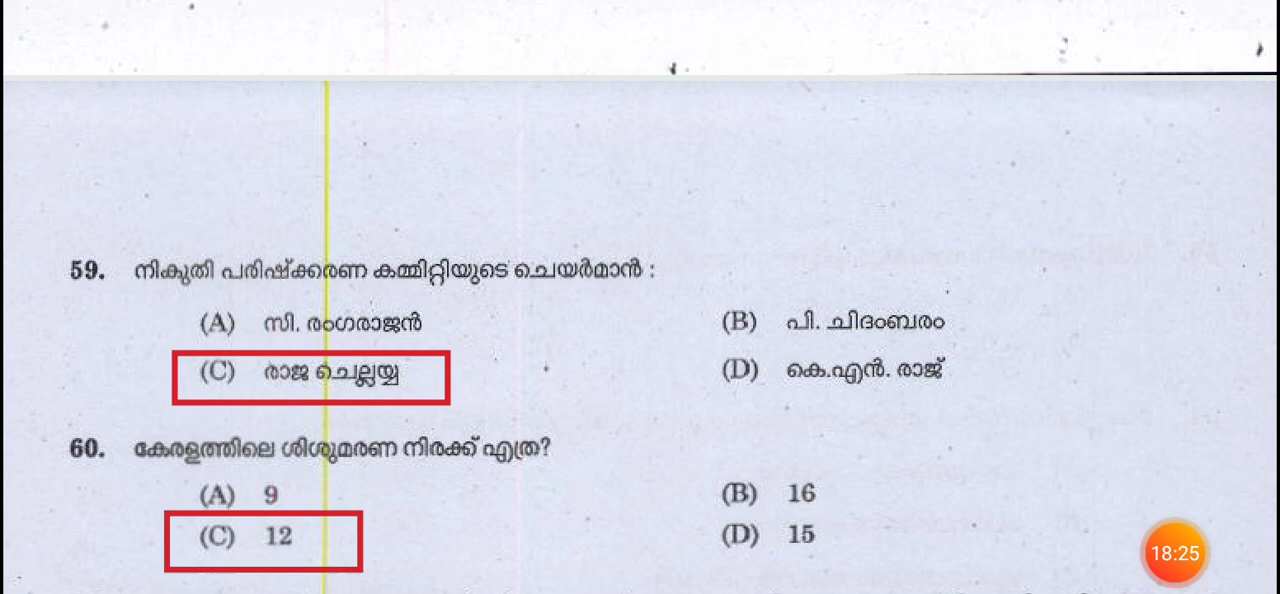 59. നികുതി പരിഷ്ക്കരണ കമ്മിറ്റിയുടെ ചെയർമാൻ :
(A) സി. രംഗരാജൻ (B) പി. ചിദംബരം
(C) രാജ ചെല്ലയ്യ (D) കെ.എൻ. രാജ്
60. കേരളത്തിലെ ശിശുമരണ നിരക്ക് എത്ര?
(A) 9 (B) 16
(C) 12 (D) 15
18:25